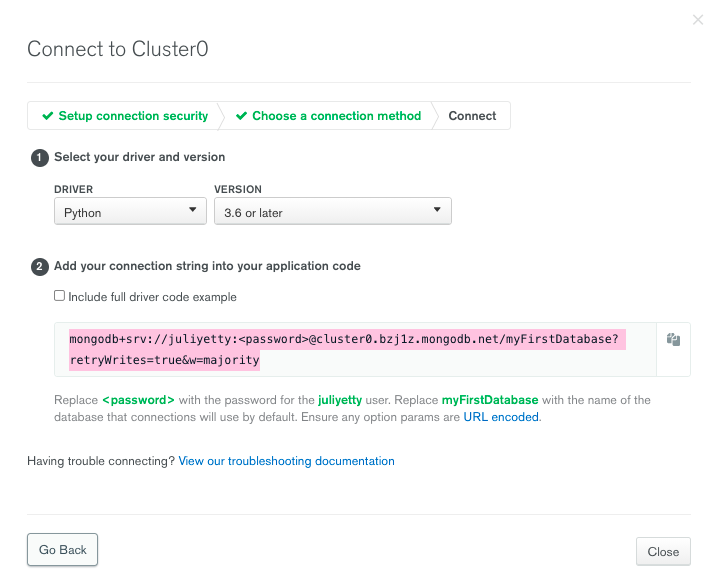 Connect to Cluster0
Setup connection security
Choose a connection method
Connect
1 Select your driver and version
DRIVER
VERSION
Python
3.6 or later
2 Add your connection string into your application code
Include full driver code example
mongodb+srv://juliyetty:<password>@cluster0.bzj1z.mongodb.net/myFirstDatabase?
retryWrites=true&w=majority
Replace <password> with the password for the juliyetty user. Replace myFirstDatabase with the name of the
database that connections will use by default. Ensure any option params are URL encoded.
Having trouble connecting? View our troubleshooting documentation
Go Back
Close